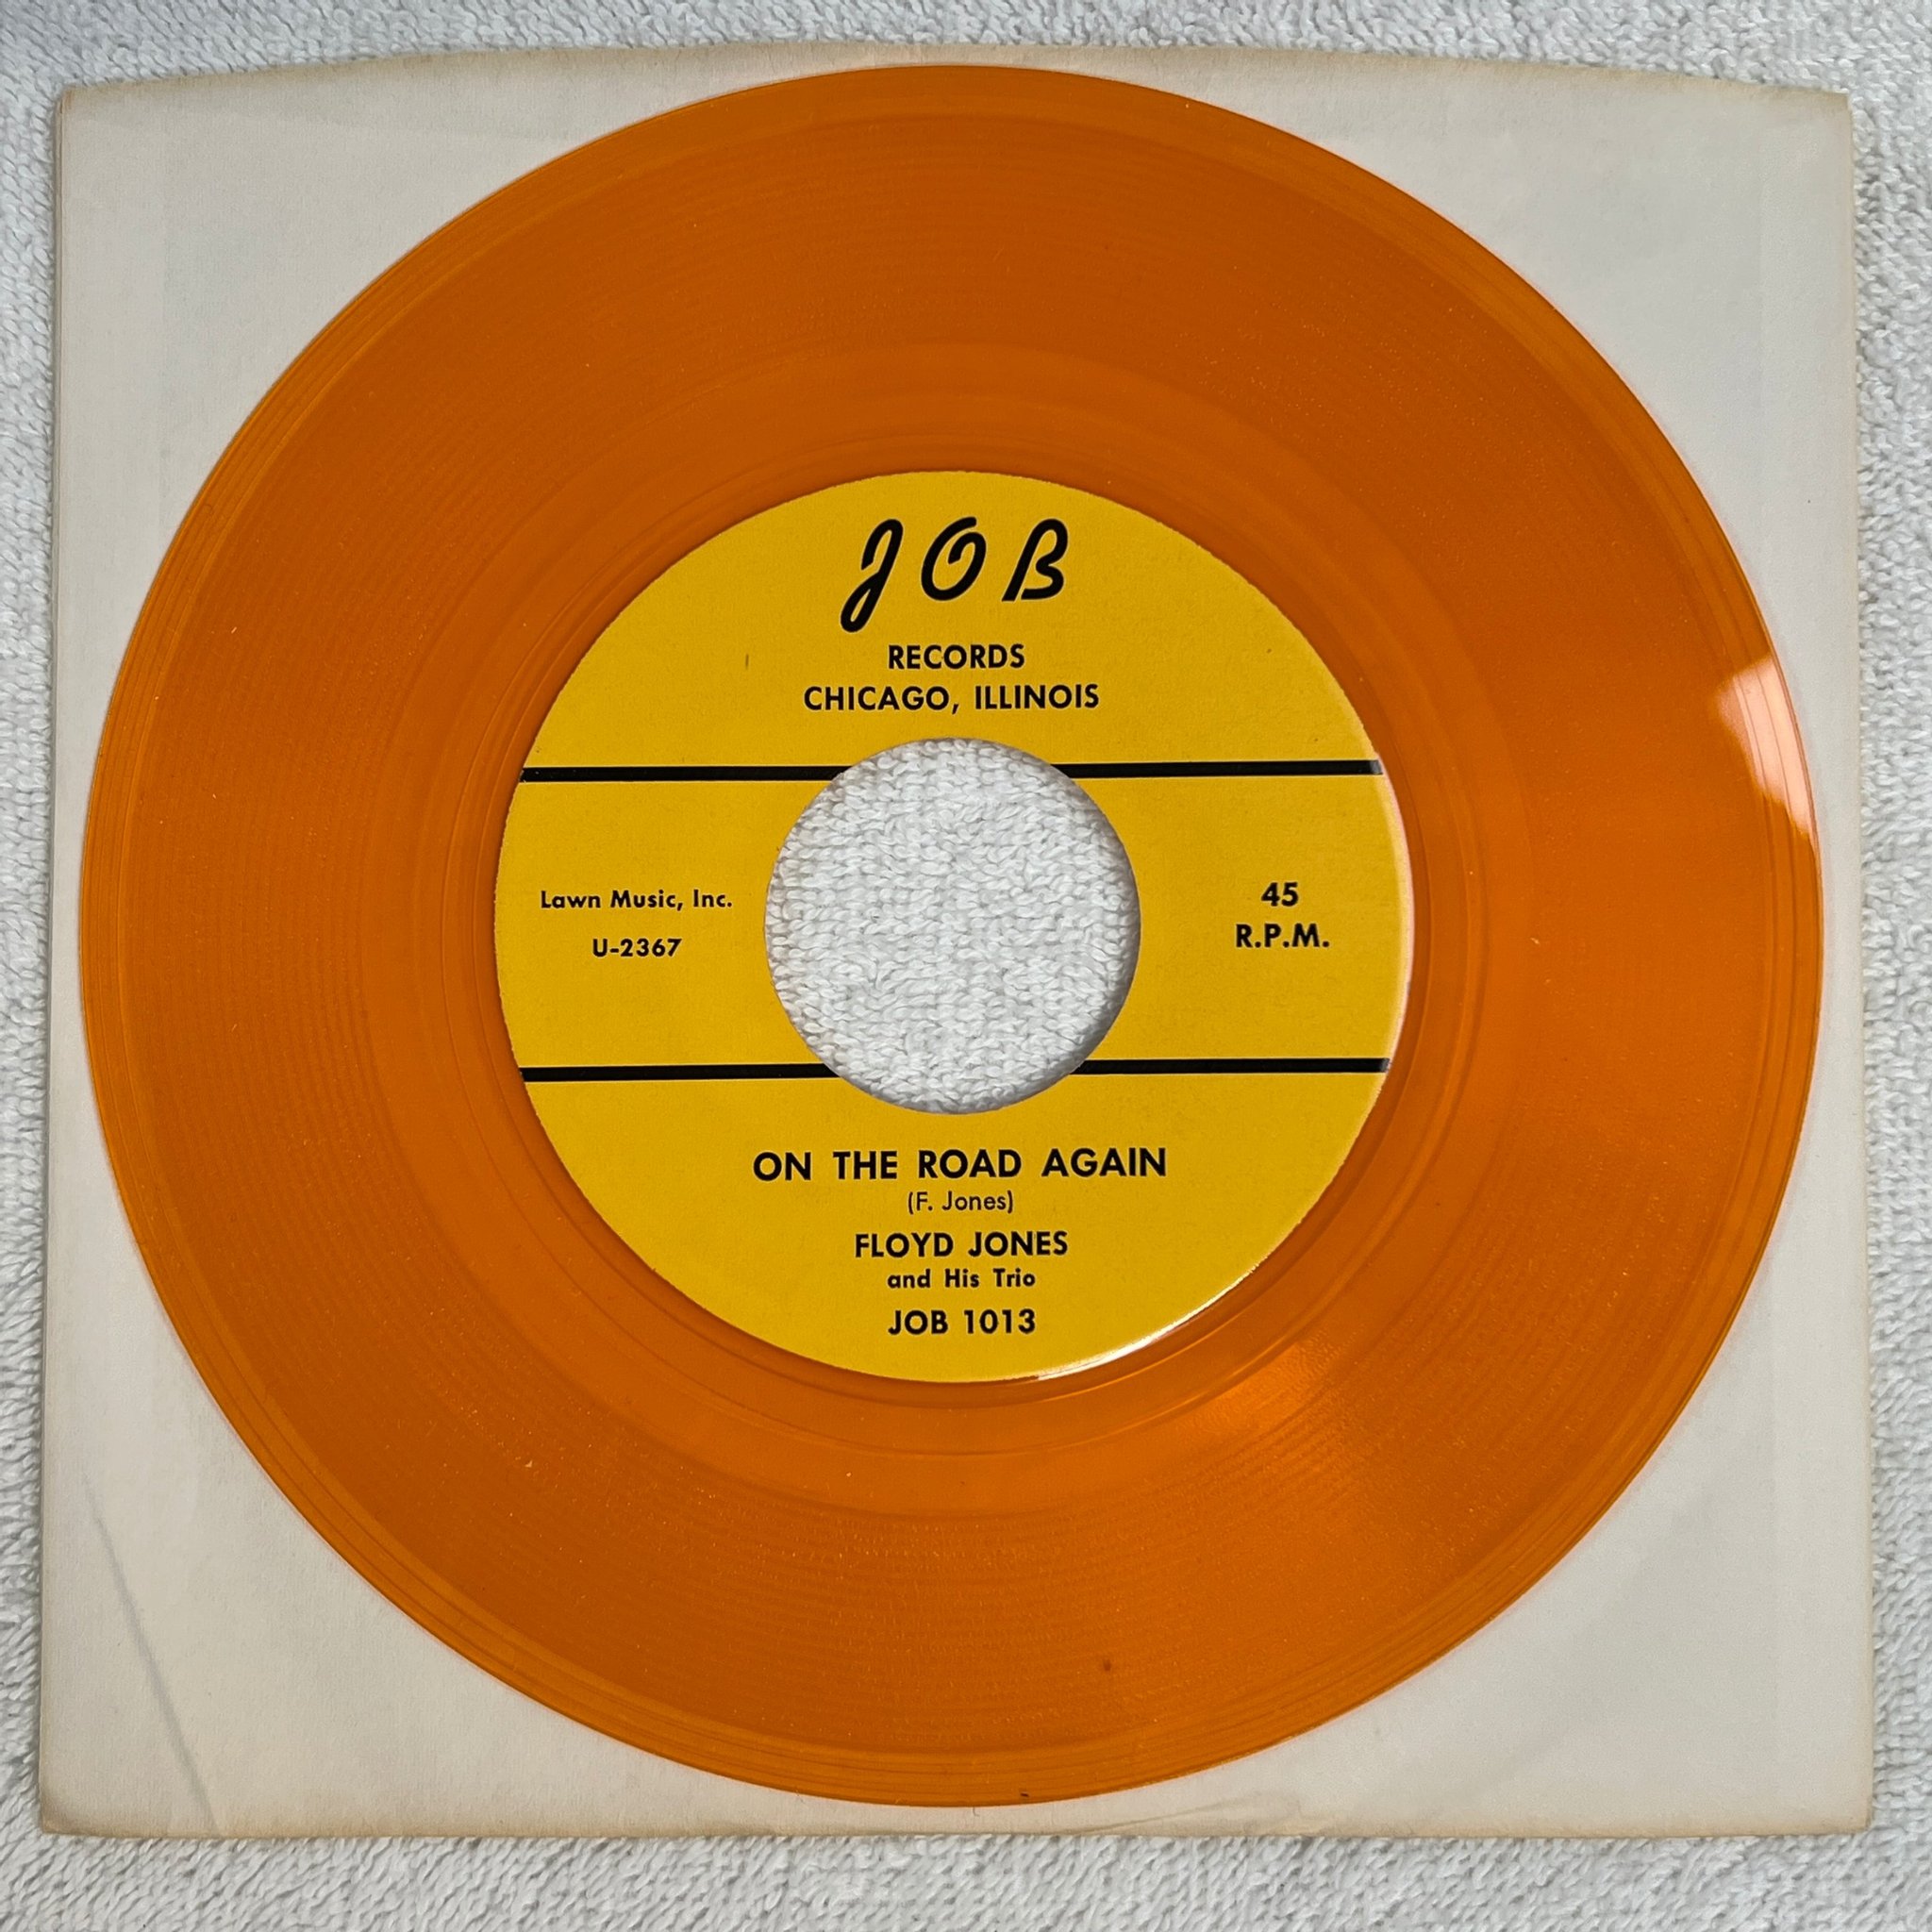 JOB
RECORDS
CHICAGO, ILLINOIS
Lawn Music, Inc.
U-2367
45
R.P.M.
ON THE ROAD AGAIN
(F. Jones)
FLOYD JONES
and His Trio
JOB 1013